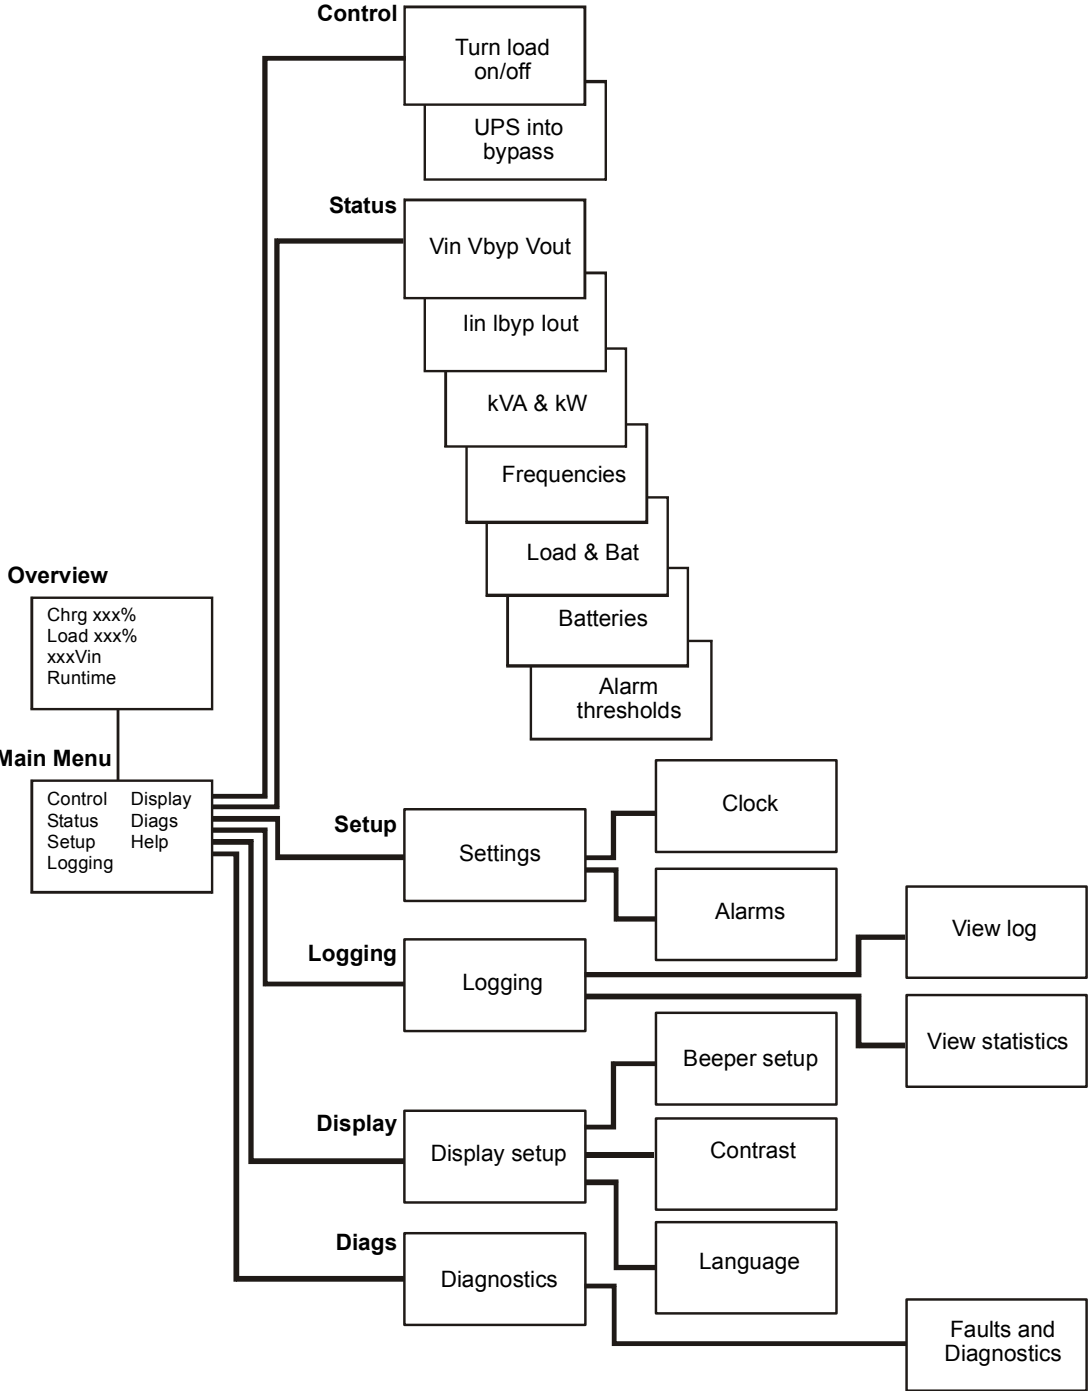 Control
Turn load
on/off
UPS into
bypass
Status
Vin Vbyp Vout
Iin Ibyp Iout
kVA & kW
Frequencies
Load & Bat
Batteries
Alarm
thresholds
Overview
Chrg xxx%
Load xxx%
xxxVin
Runtime
Main Menu
Control Display
Status Diags
Setup Help
Logging
Setup
Settings
Clock
Alarms
Logging
Logging
View log
View statistics
Display
Display setup
Beeper setup
Contrast
Language
Diags
Diagnostics
Faults and
Diagnostics